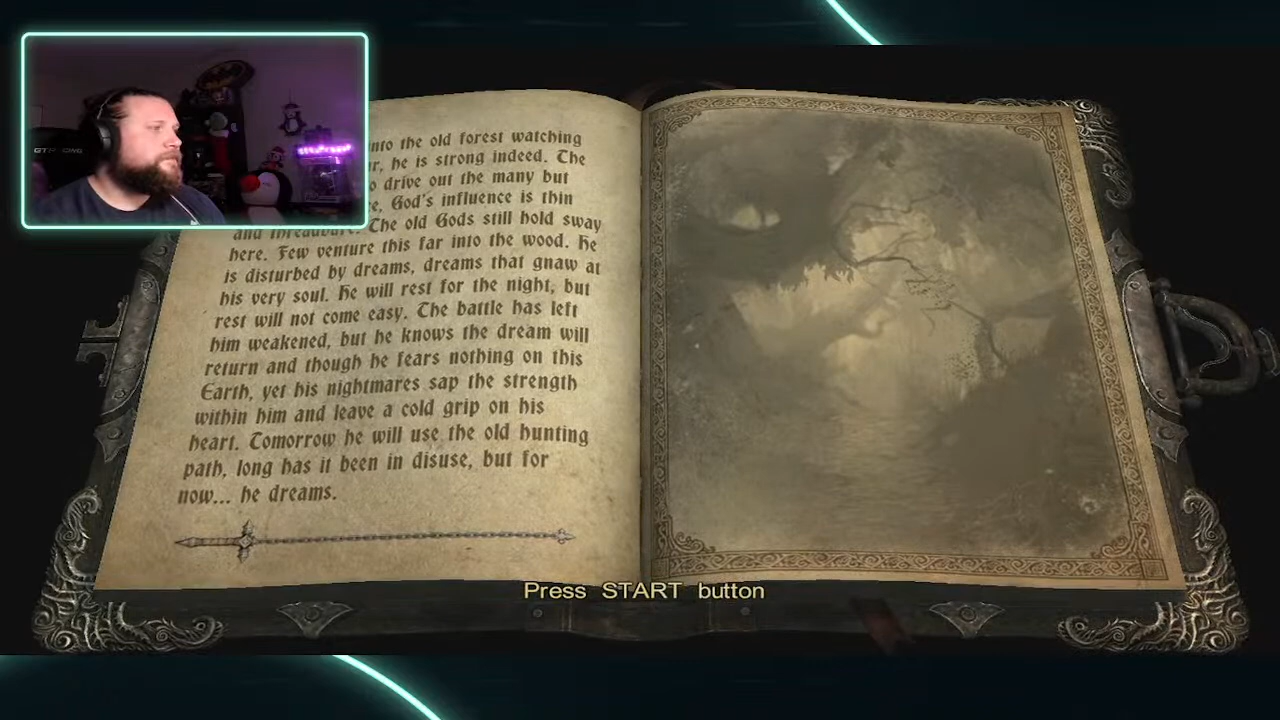 into the old forest watching
he is strong indeed. The
drive out the many but
God's influence is thin
and threadbare. The old Gods still hold sway
here. Few venture this far into the wood. He
is disturbed by dreams, dreams that gnaw at
his very soul. He will rest for the night, but
rest will not come easy. The battle has left
him weakened, but he knows the dream will
return and though he fears nothing on this
Earth, yet his nightmares sap the strength
within him and leave a cold grip on his
heart. Tomorrow he will use the old hunting
path, long has it been in disuse, but for
now... he dreams.
Press START button